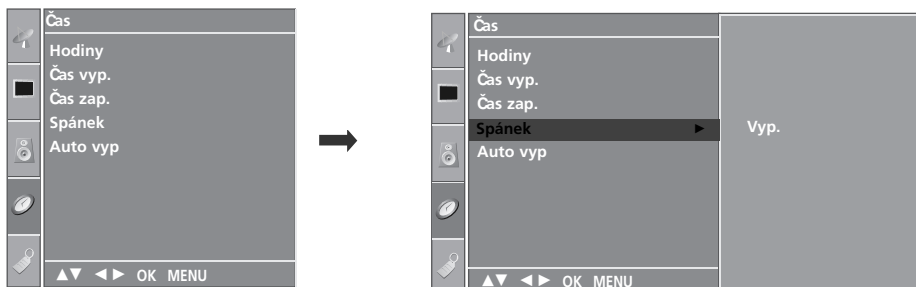 Čas
Hodiny
Čas vyp.
Čas zap.
Spánek
Auto vyp
▲▼ ◄► OK MENU
Čas
Hodiny
Čas vyp.
Čas zap.
Spánek ►
Auto vyp
▲▼ ◄► OK MENU
Vyp.